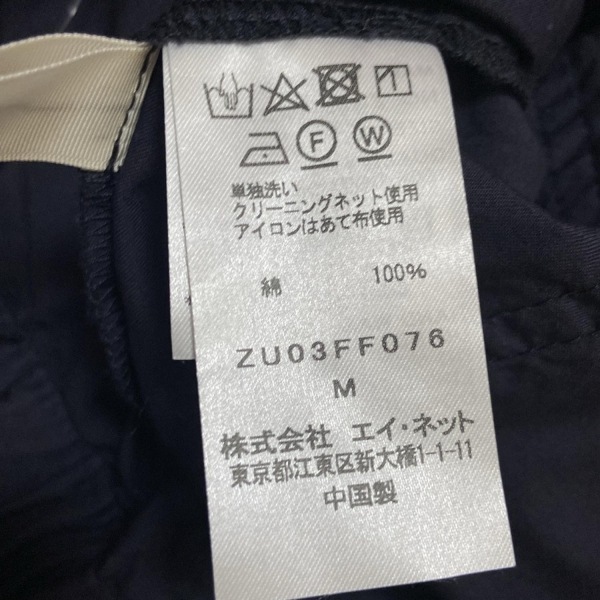 F W
単独洗い
クリーニングネット使用
アイロンはあて布使用
綿 100%
ZU03FF076
M
株式会社 エイ・ネット
東京都江東区新大橋1-1-11
中国製